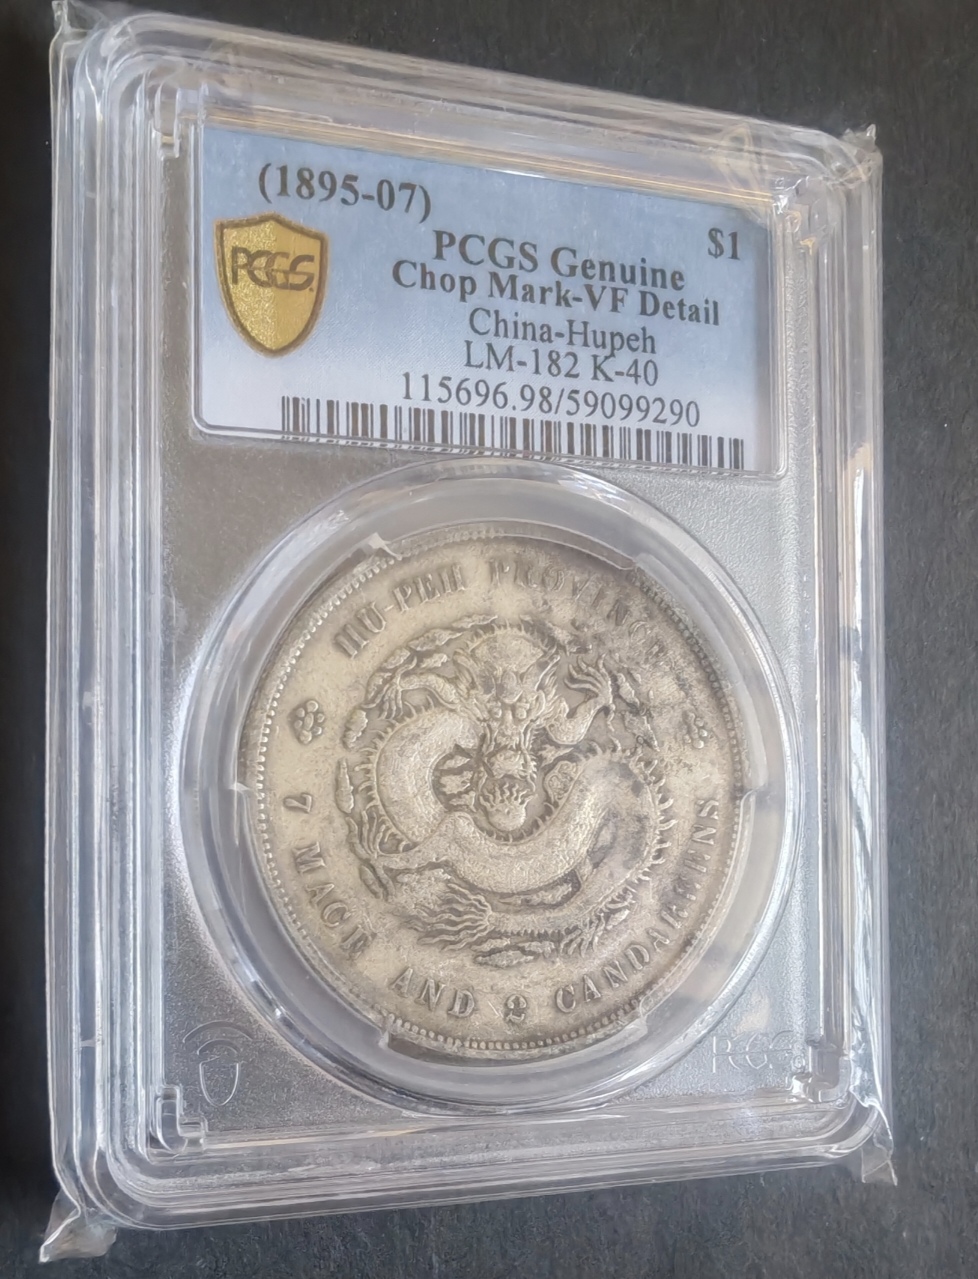 (1895-07)
$1
PCGS
PCGS Genuine
Chop Mark-VF Detail
China-Hupeh
LM-182 K-40
115696.98/59099290
HU-PEH PROVINCE
7 MACE AND 2 CANDAREENS
PCGS